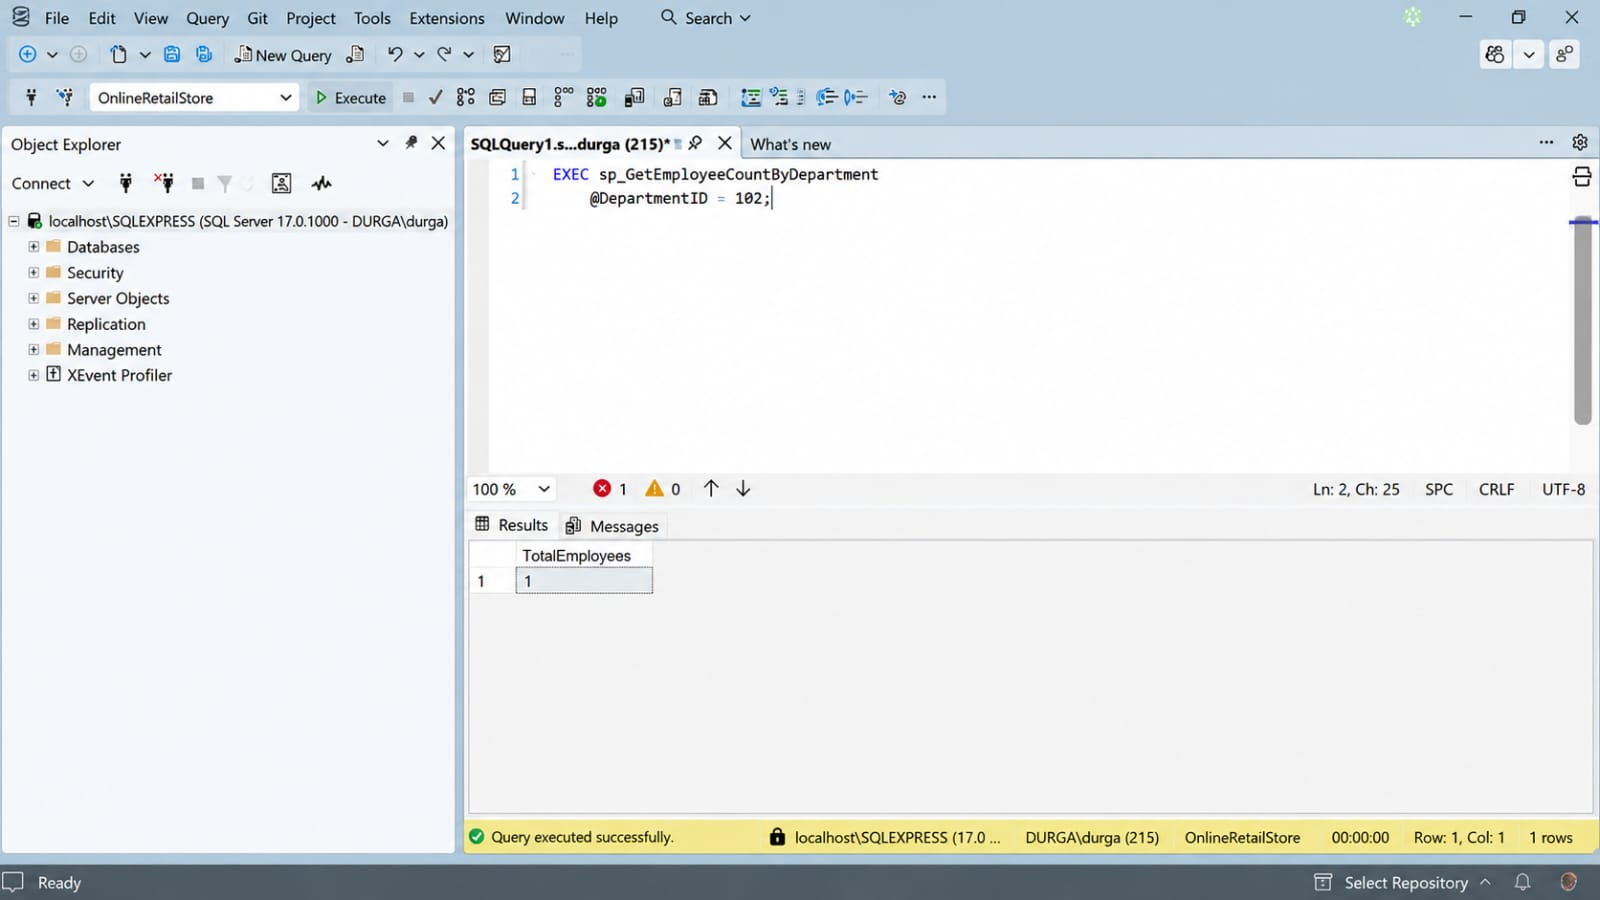 File Edit View Query Git Project Tools Extensions Window Help Search
New Query
OnlineRetailStore Execute
Object Explorer
Connect
localhost\SQLEXPRESS (SQL Server 17.0.1000 - DURGA\durga)
Databases
Security
Server Objects
Replication
Management
XEvent Profiler
SQLQuery1.s...durga (215)* What's new
1 EXEC sp_GetEmployeeCountByDepartment
2 @DepartmentID = 102;
100 % 1 0 Ln: 2, Ch: 25 SPC CRLF UTF-8
Results Messages
TotalEmployees
1 1
Query executed successfully. localhost\SQLEXPRESS (17.0 ... DURGA\durga (215) OnlineRetailStore 00:00:00 Row: 1, Col: 1 1 rows
Ready Select Repository